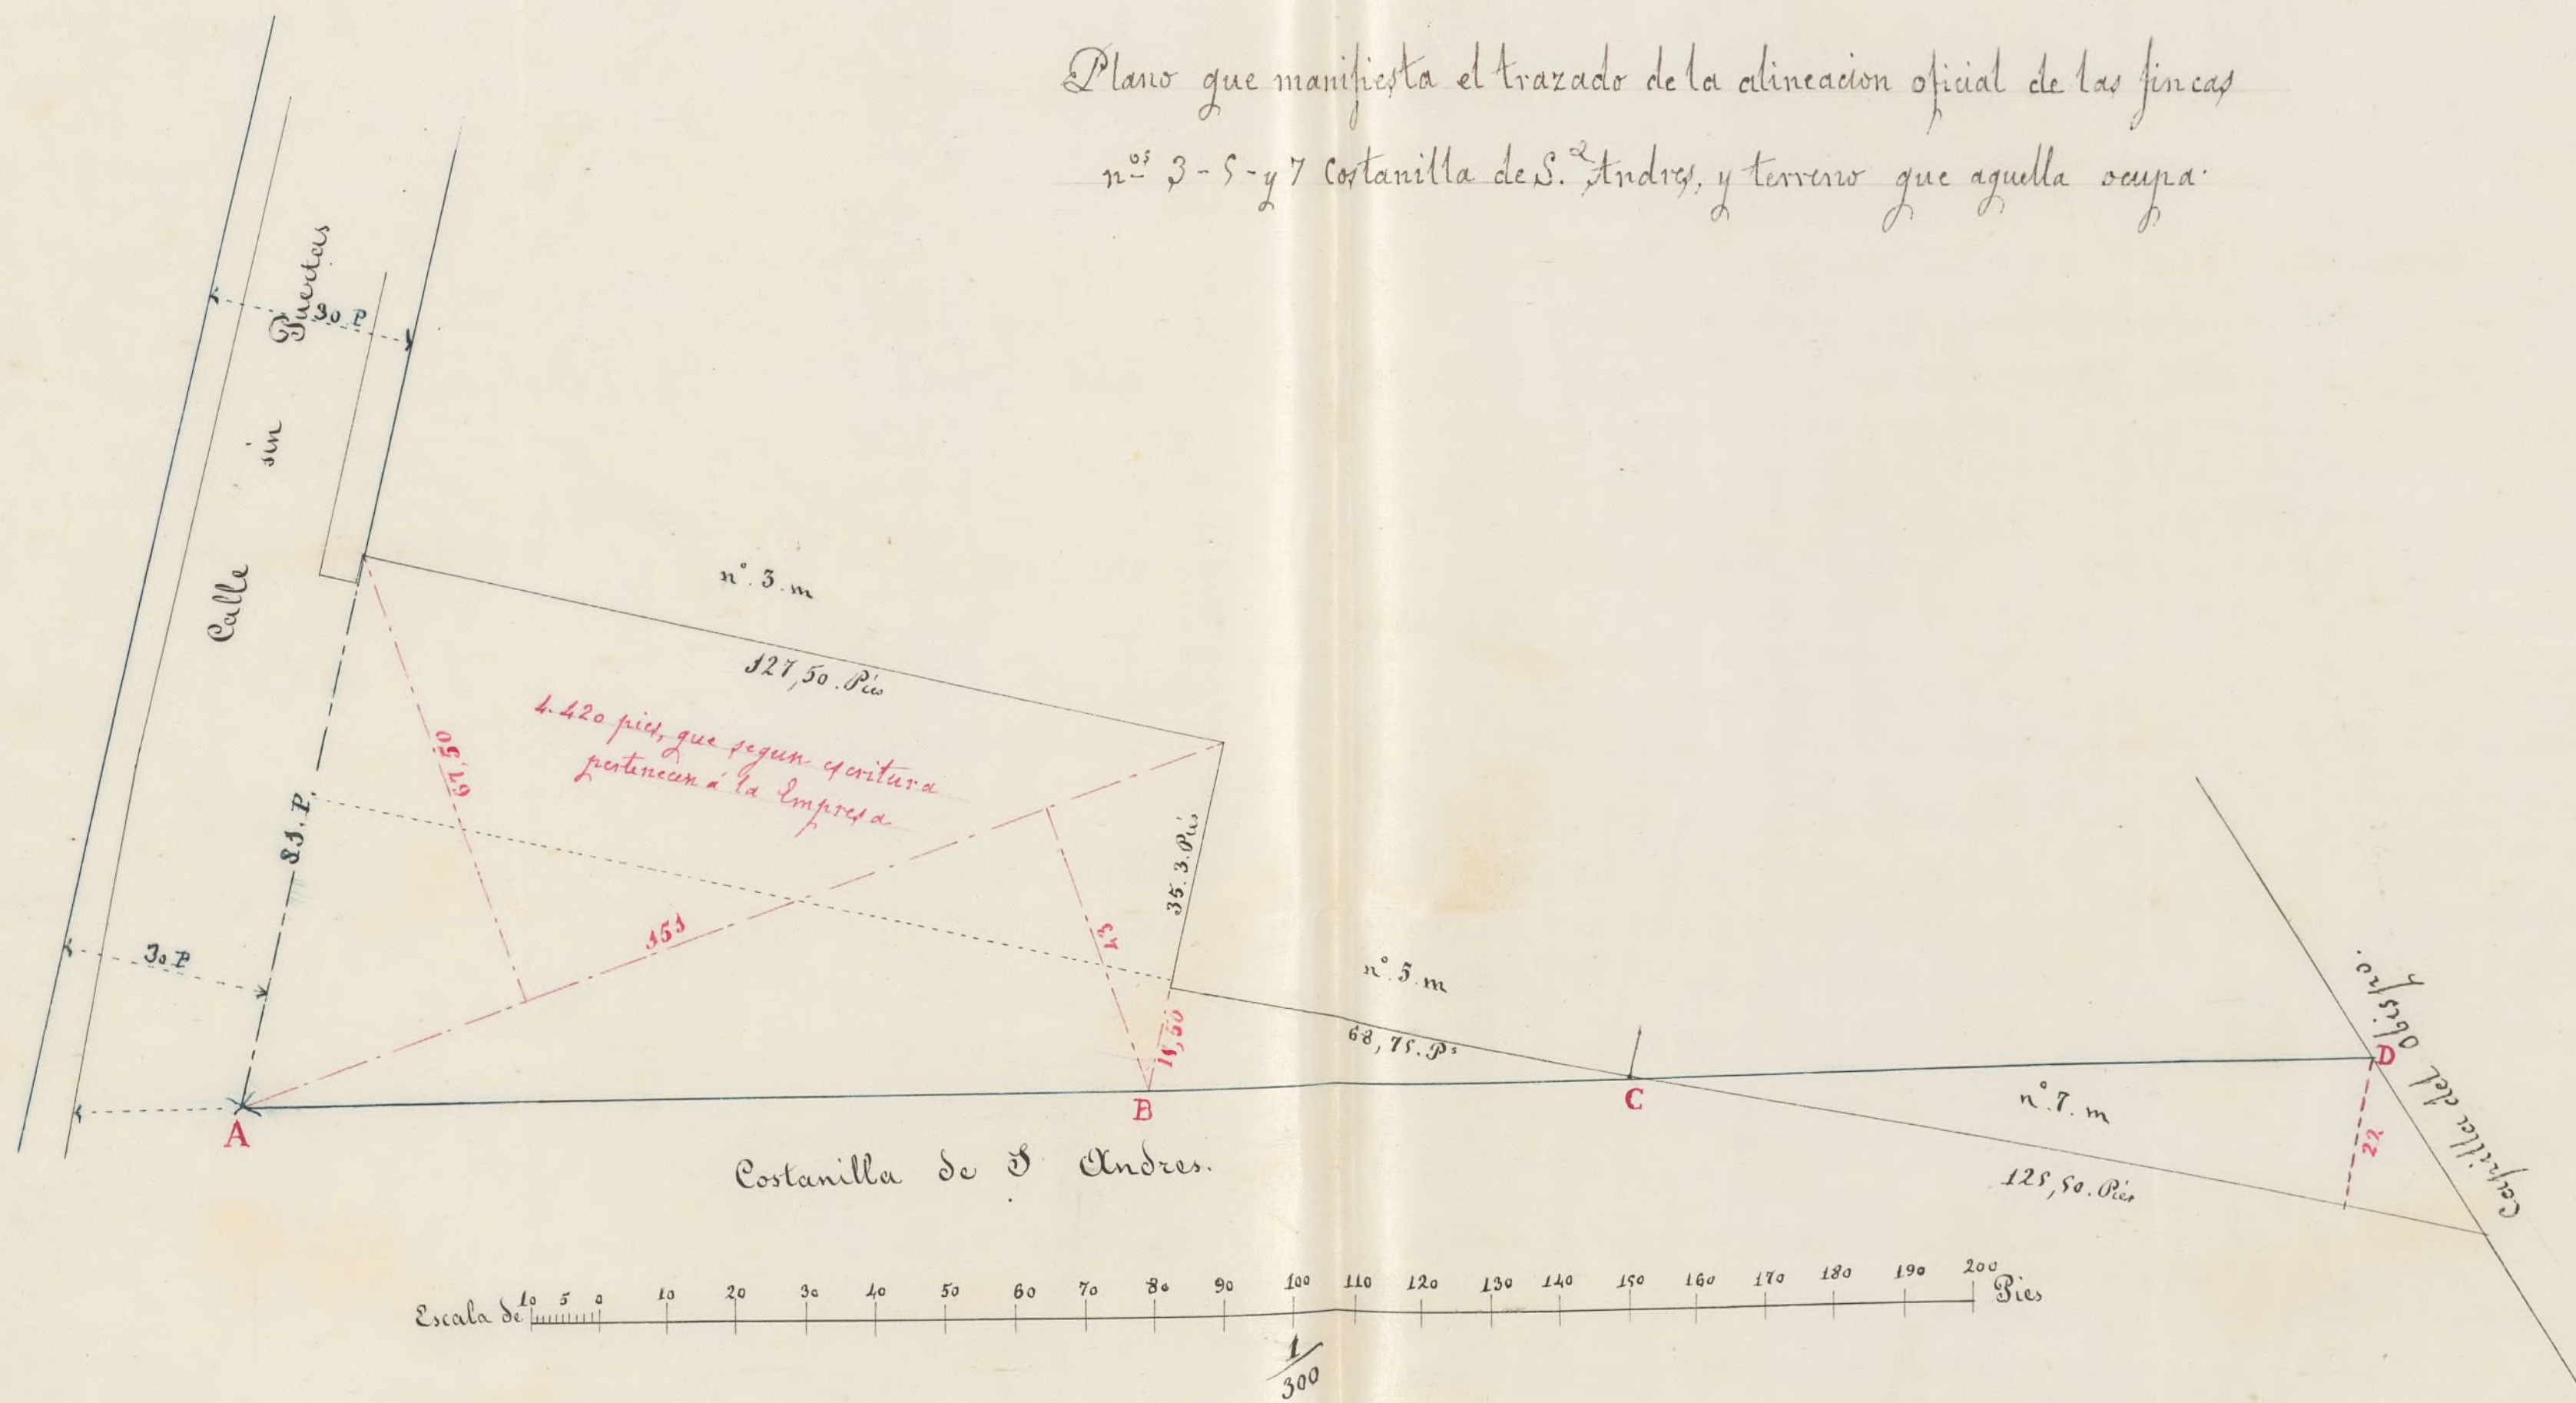 Plano que manifiesta el trazado de la alineacion oficial de las fincas
nos 3 - 5 - y 7 Costanilla de S. Andres, y terreno que aquella ocupa.
Calle sin Puertas
30 P
n°. 3. m
127,50. Pies
4.420 pies, que segun escritura
pertenecen á la Empresa
67,50
81. P.
35.3. Pies
151
43
30 P
15,50
n°. 5. m
68,75. Ps
Capilla del Obispo.
A
B
C
D
n°. 7. m
22
125,50. Pies
Costanilla de S. Andres.
Escala de 10 5 0 10 20 30 40 50 60 70 80 90 100 110 120 130 140 150 160 170 180 190 200 Pies
1/300